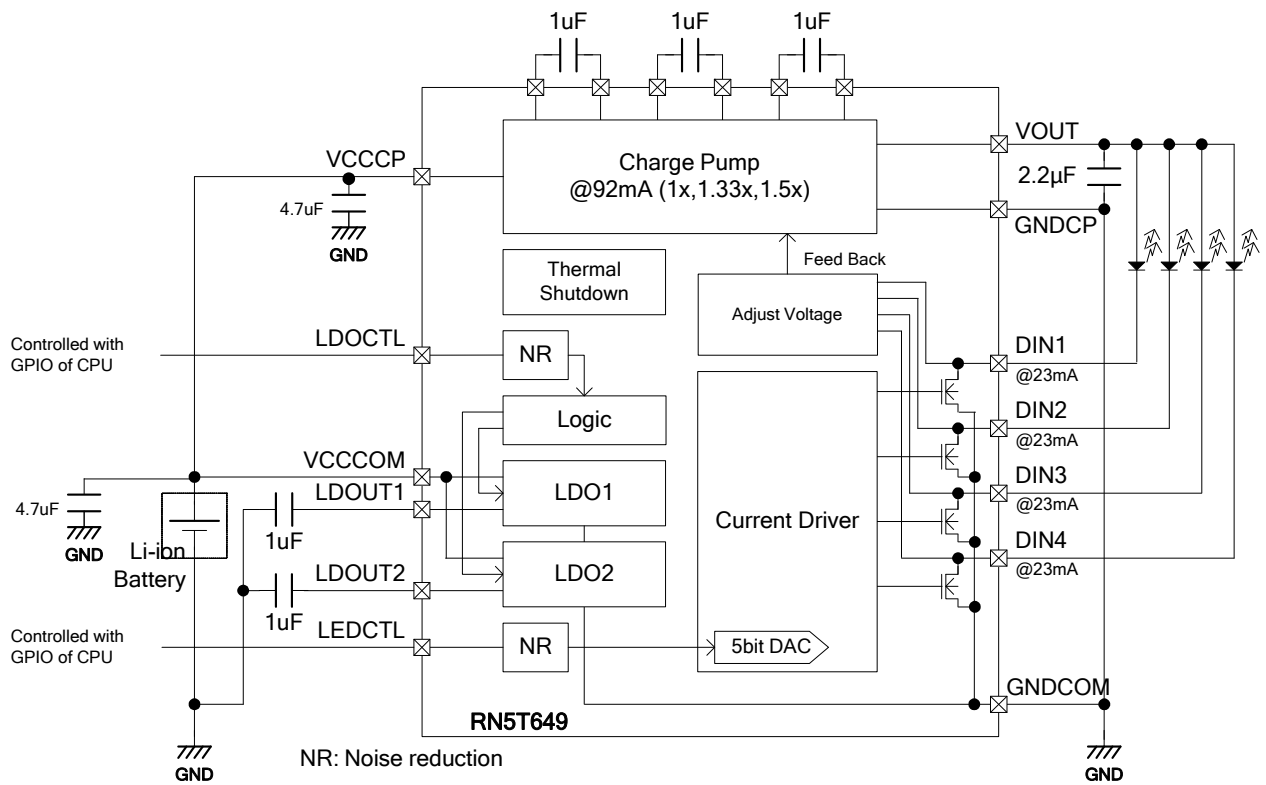 1uF
1uF
1uF
VCCCP
Charge Pump
@92mA (1x,1.33x,1.5x)
VOUT
2.2µF
GNDCP
4.7uF
GND
Thermal
Shutdown
Feed Back
Adjust Voltage
Controlled with
GPIO of CPU
LDOCTL
NR
Logic
DIN1
@23mA
DIN2
@23mA
DIN3
@23mA
DIN4
@23mA
VCCCOM
LDOUT1
LDO1
Current Driver
4.7uF
GND
Li-ion
Battery
1uF
LDOUT2
LDO2
1uF
Controlled with
GPIO of CPU
LEDCTL
NR
5bit DAC
GNDCOM
RN5T649
NR: Noise reduction
GND
GND